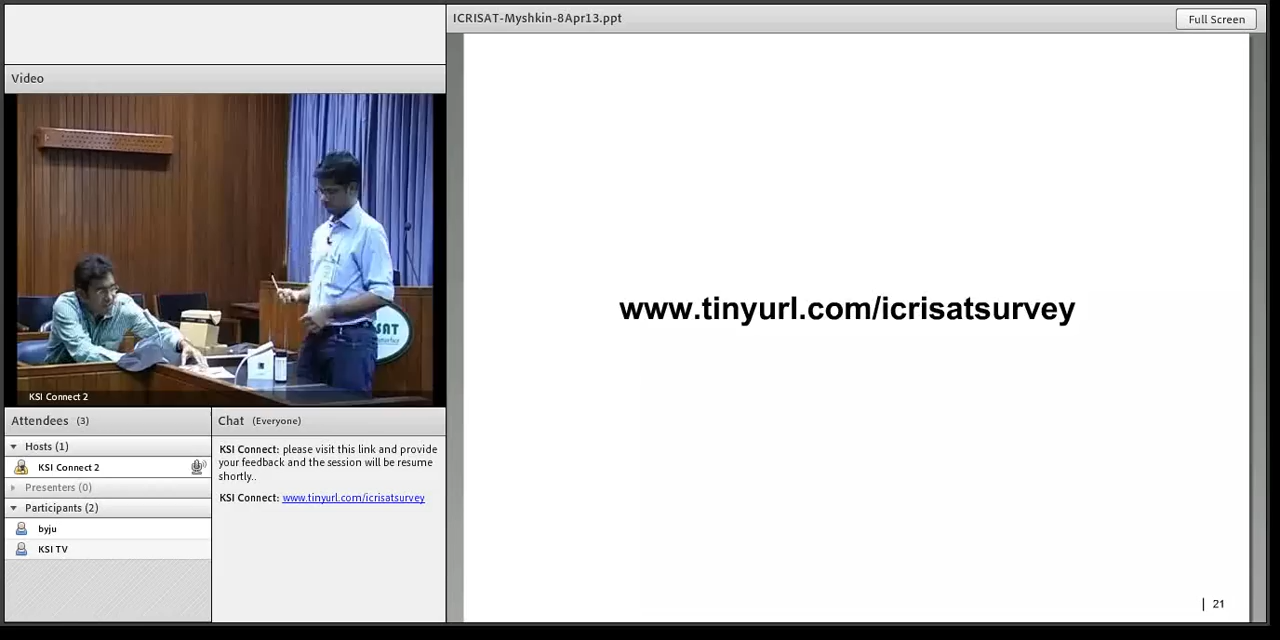 ICRISAT-Myshkin-8Apr13.ppt
Full Screen
Video
SAT
KSI Connect 2
www.tinyurl.com/icrisatsurvey
Attendees (3)
Hosts (1)
KSI Connect 2
Presenters (0)
Participants (2)
byju
KSI TV
Chat (Everyone)
KSI Connect: please visit this link and provide
your feedback and the session will be resume
shortly..
KSI Connect: www.tinyurl.com/icrisatsurvey
| 21